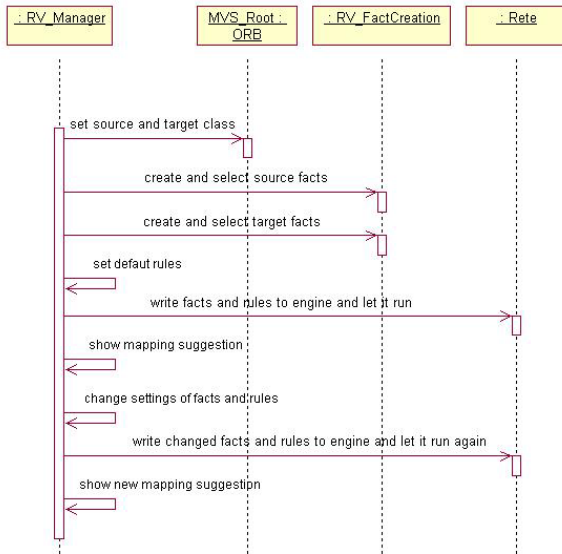 : RV_Manager
MVS_Root :
ORB
: RV_FactCreation
: Rete
set source and target class
create and select source facts
create and select target facts
set defaut rules
write facts and rules to engine and let it run
show mapping suggestion
change settings of facts and rules
write changed facts and rules to engine and let it run again
show new mapping suggestion